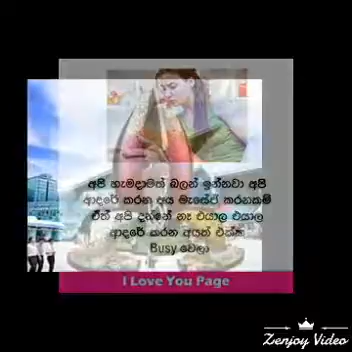 අපි හැමදාමත් බලන් ඉන්නවා අපි
ආදරේ කරන අය මැසේජ් කරනකම්
ඒත් අපි දන්නේ නෑ එයාල එයාල
ආදරේ කරන අයත් එක්ක
Busy වෙලා
I Love You Page
Zenjoy Video